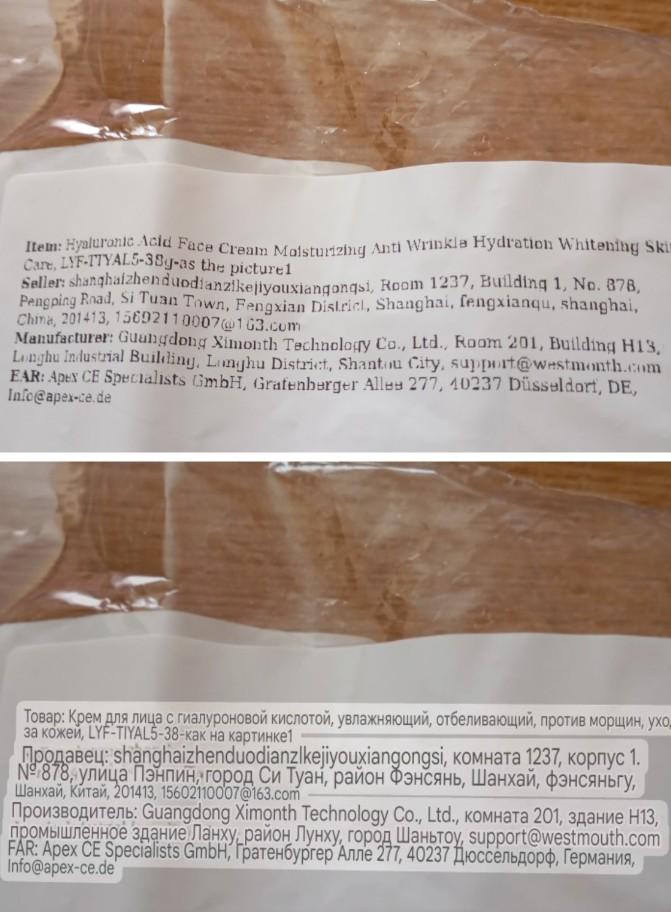 Item: Hyaluronic Acid Face Cream Moisturizing Anti Wrinkle Hydration Whitening Ski
Care, LYF-TTYAL5-38g-as the picture1
Seller: shanghaizhenduodianzikejiyouxiangongsi, Room 1237, Building 1, No. 878,
Pengping Road, Si Tuan Town, Fengxian District, Shanghai, fengxianqu, shanghai,
China, 201413, 15602110007@163.com
Manufacturer: Guangdong Ximonth Technology Co., Ltd., Room 201, Building H13,
Longhu Industrial Building, Longhu District, Shantou City, support@westmonth.com
EAR: Apex CE Specialists GmbH, Grafenberger Allee 277, 40237 Düsseldorf, DE,
Info@apex-ce.de
Товар: Крем для лица с гиалуроновой кислотой, увлажняющий, отбеливающий, против морщин, ухо
за кожей, LYF-TIYAL5-38-как на картинке1
Продавец: shanghaizhenduodianzlkejiyouxiangongsi, комната 1237, корпус 1.
№ 878, улица Пэнпин, город Си Туан, район Фэнсянь, Шанхай, фэнсяньгу,
Шанхай, Китай, 201413, 15602110007@163.com
Производитель: Guangdong Ximonth Technology Co., Ltd., комната 201, здание H13,
промышленное здание Ланху, район Лунху, город Шаньтоу, support@westmouth.com
FAR: Apex CE Specialists GmbH, Гратенбургер Алле 277, 40237 Дюссельдорф, Германия,
Info@apex-ce.de